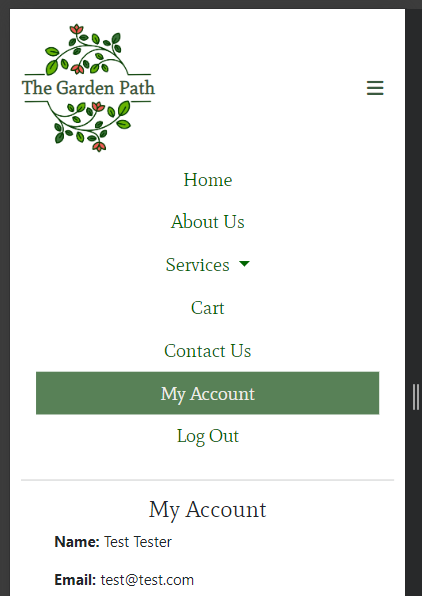 The Garden Path
Home
About Us
Services
Cart
Contact Us
My Account
Log Out
My Account
Name: Test Tester
Email: test@test.com